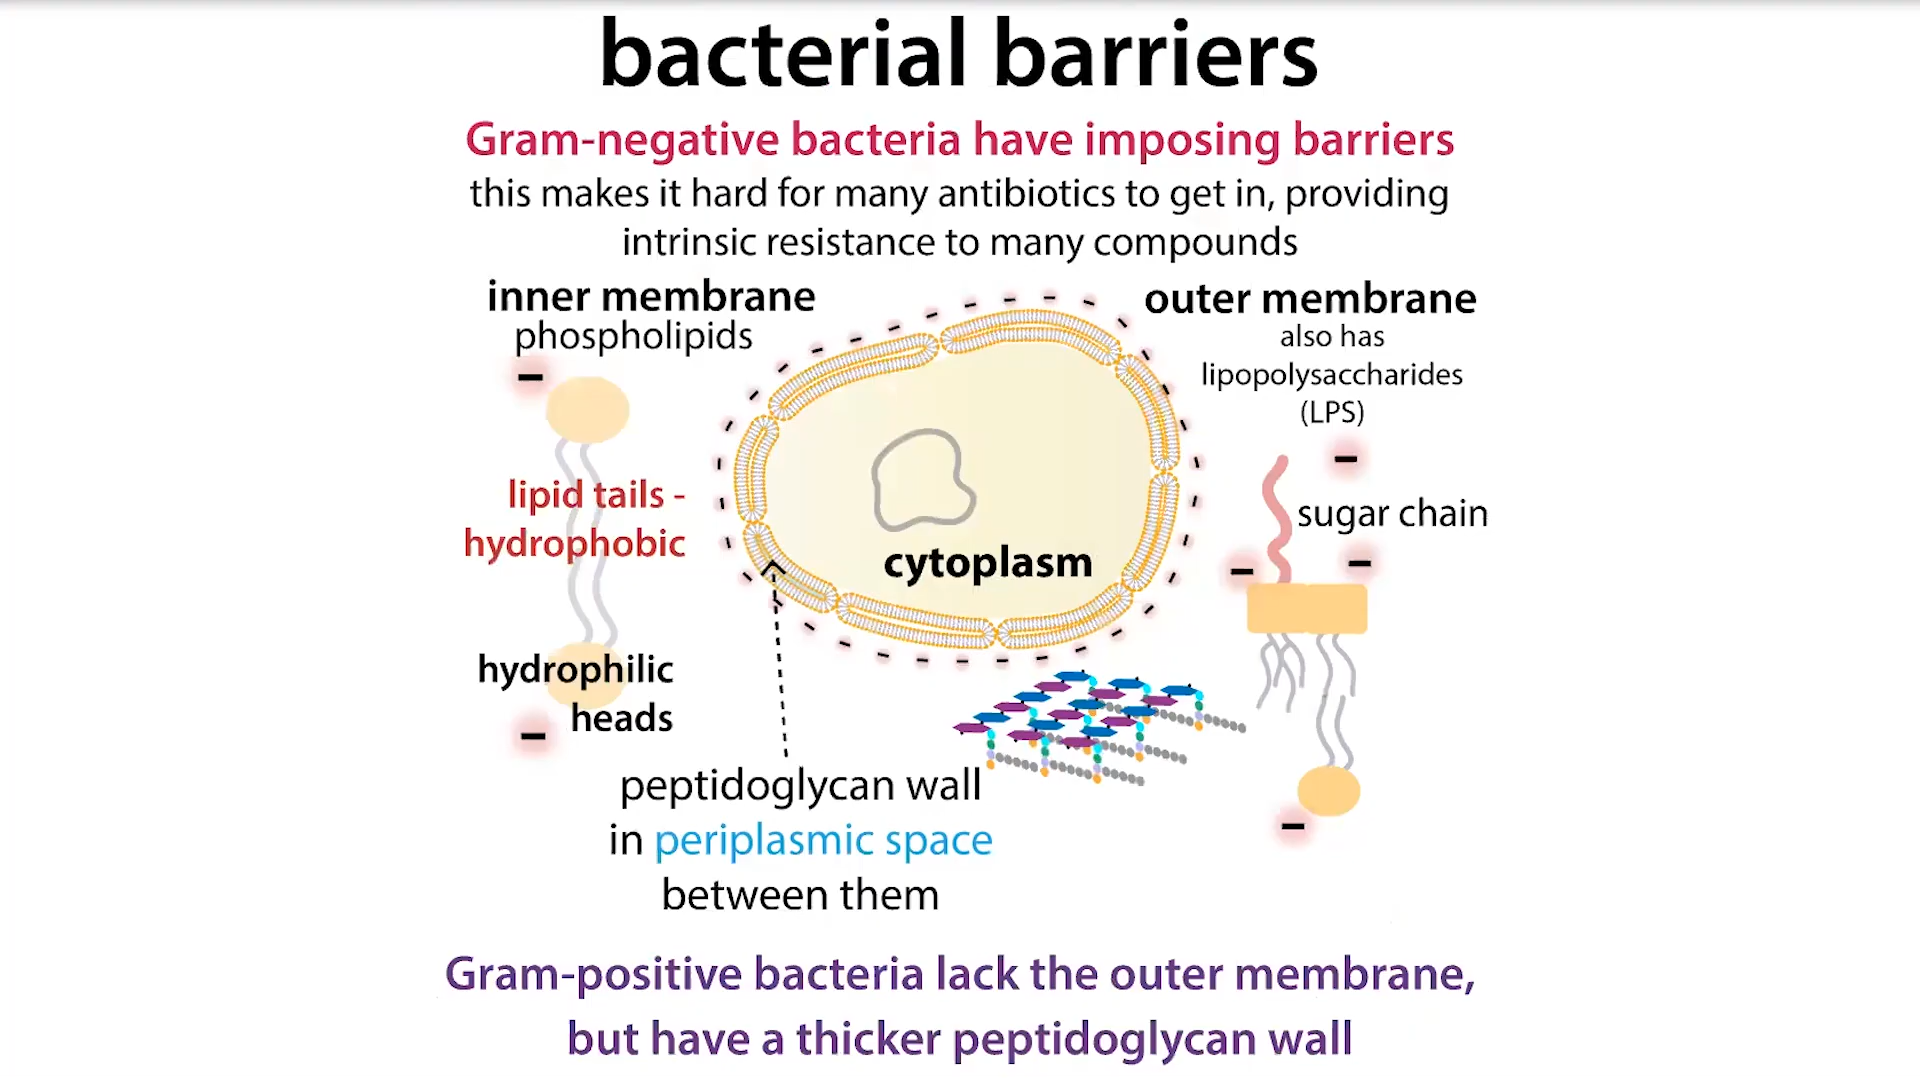 bacterial barriers
Gram-negative bacteria have imposing barriers
this makes it hard for many antibiotics to get in, providing
intrinsic resistance to many compounds
inner membrane
phospholipids
lipid tails -
hydrophobic
hydrophilic
heads
cytoplasm
outer membrane
also has
lipopolysaccharides
(LPS)
sugar chain
peptidoglycan wall
in periplasmic space
between them
Gram-positive bacteria lack the outer membrane,
but have a thicker peptidoglycan wall